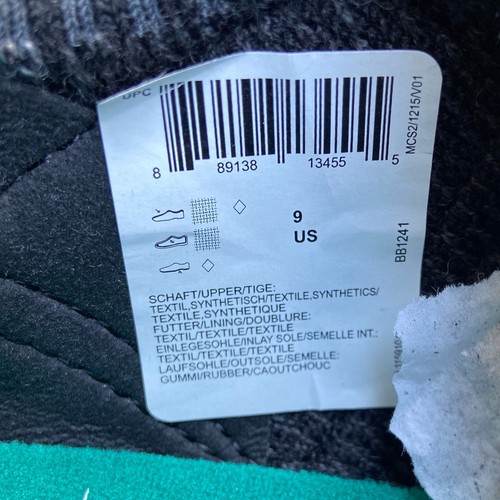 UPC
8 89138 13455 5
MCS2/1215/V01
9
US
BB1241
SCHAFT/UPPER/TIGE:
TEXTIL,SYNTHETISCH/TEXTILE,SYNTHETICS/
TEXTILE,SYNTHETIQUE
FUTTER/LINING/DOUBLURE:
TEXTIL/TEXTILE/TEXTILE
EINLEGESOHLE/INLAY SOLE/SEMELLE INT.:
TEXTIL/TEXTILE/TEXTILE
LAUFSOHLE/OUTSOLE/SEMELLE:
GUMMI/RUBBER/CAOUTCHOUC